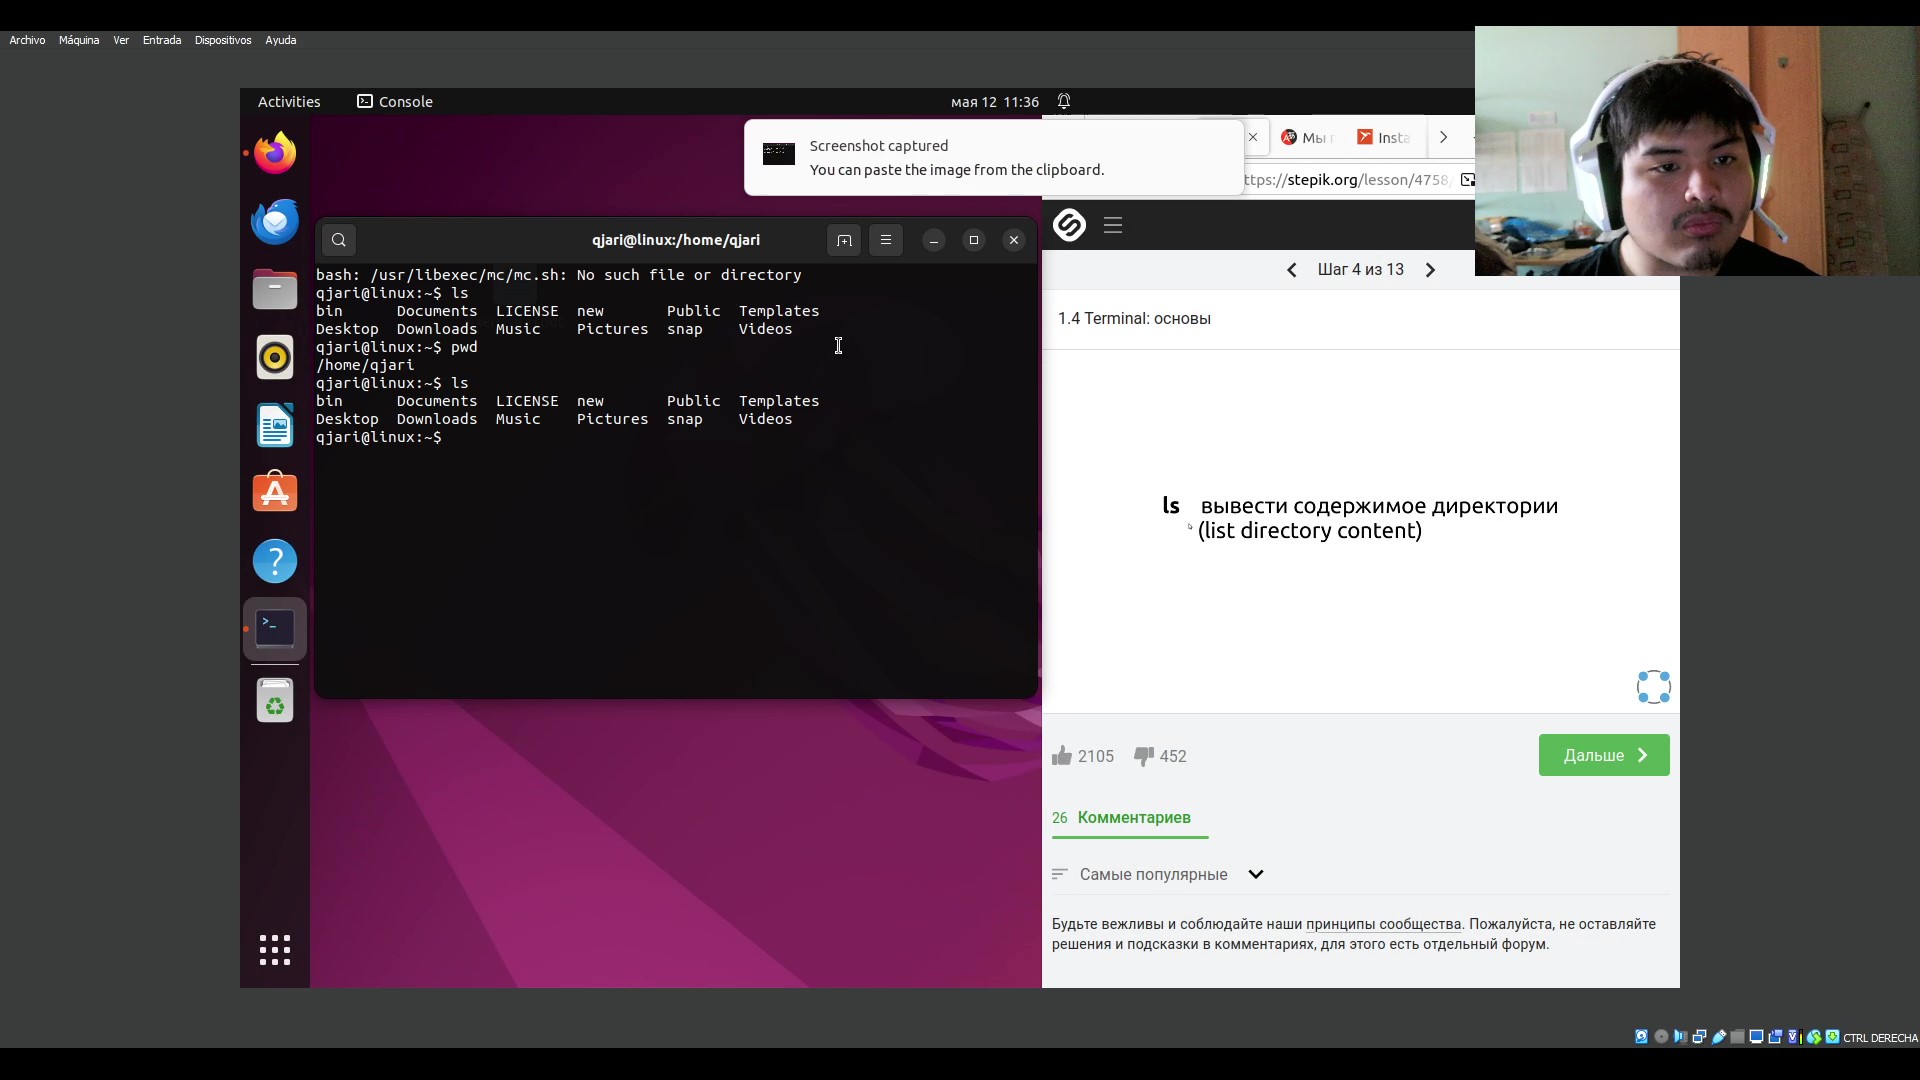 Archivo Máquina Ver Entrada Dispositivos Ayuda
Activities Console мая 12 11:36
Screenshot captured
You can paste the image from the clipboard.
Мы Insta
ttps://stepik.org/lesson/4758/
qjari@linux:/home/qjari
bash: /usr/libexec/mc/mc.sh: No such file or directory
qjari@linux:~$ ls
bin Documents LICENSE new Public Templates
Desktop Downloads Music Pictures snap Videos
qjari@linux:~$ pwd
/home/qjari
qjari@linux:~$ ls
bin Documents LICENSE new Public Templates
Desktop Downloads Music Pictures snap Videos
qjari@linux:~$
Шаг 4 из 13
1.4 Terminal: основы
ls вывести содержимое директории
(list directory content)
2105 452
Дальше
26 Комментариев
Самые популярные
Будьте вежливы и соблюдайте наши принципы сообщества. Пожалуйста, не оставляйте
решения и подсказки в комментариях, для этого есть отдельный форум.
CTRL DERECHA